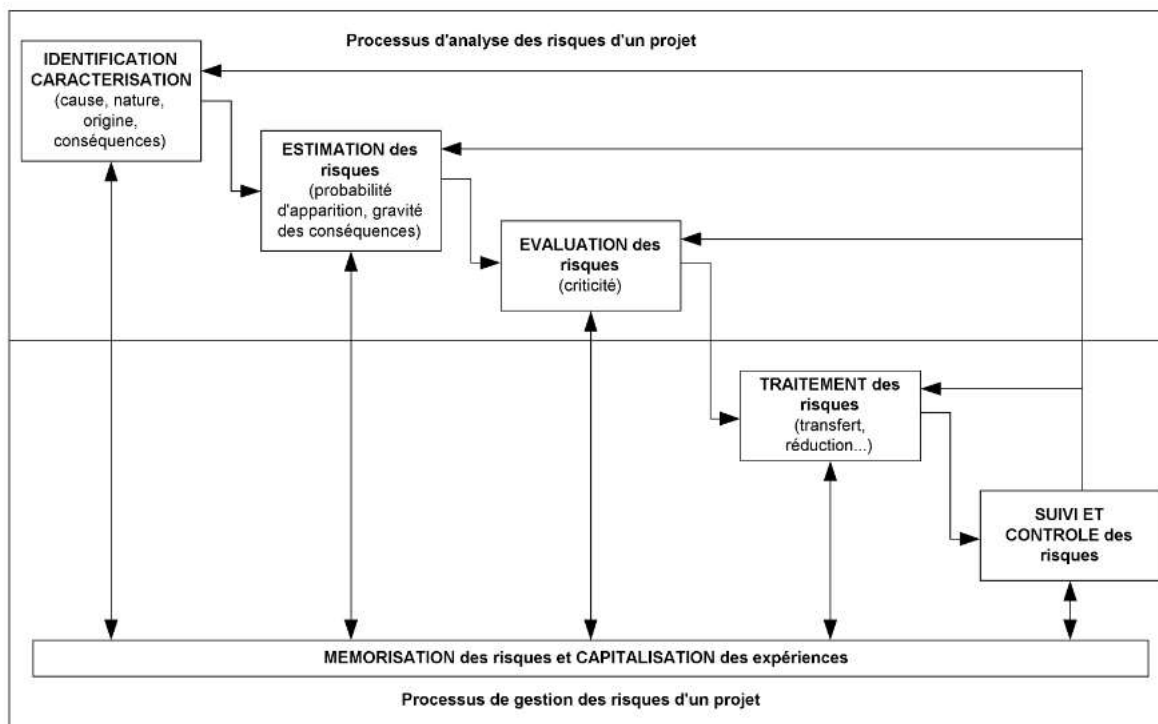 Processus d'analyse des risques d'un projet
IDENTIFICATION
CARACTERISATION
(cause, nature,
origine,
conséquences)
ESTIMATION des
risques
(probabilité
d'apparition, gravité
des conséquences)
EVALUATION des
risques
(criticité)
TRAITEMENT des
risques
(transfert,
réduction...)
SUIVI ET
CONTROLE des
risques
MEMORISATION des risques et CAPITALISATION des expériences
Processus de gestion des risques d'un projet